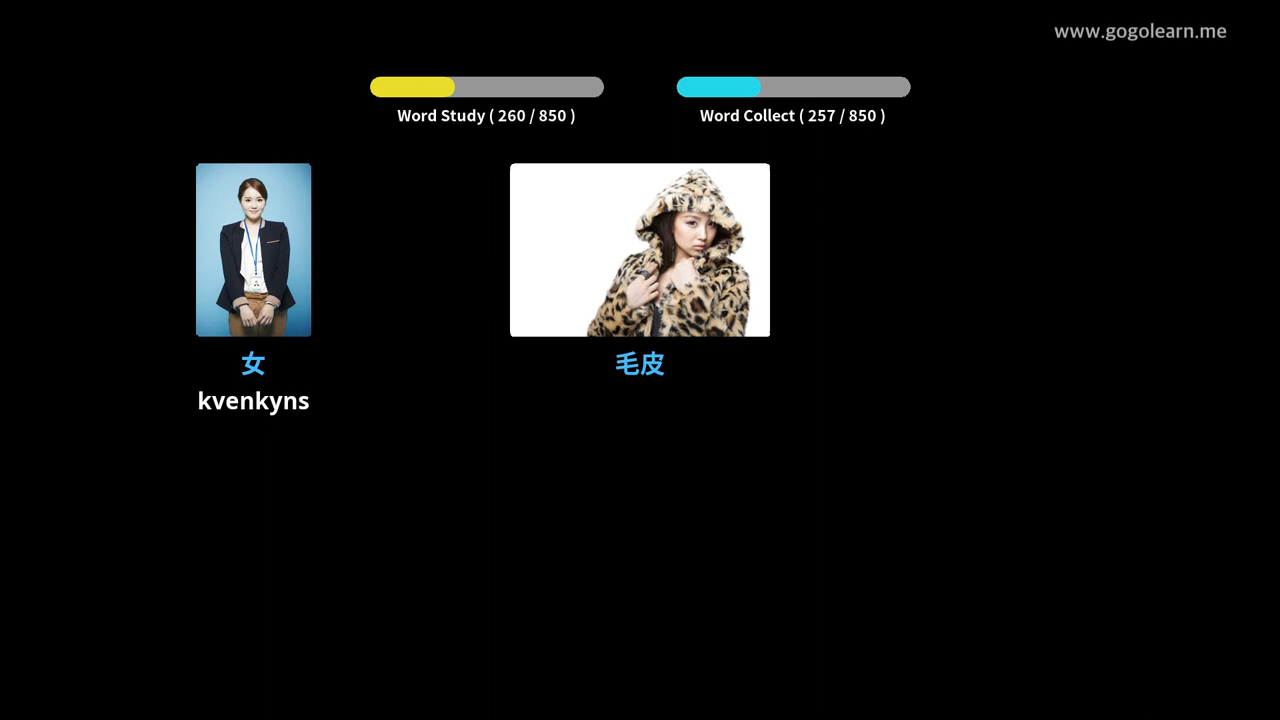 www.gogolearn.me
Word Study ( 260 / 850 )
Word Collect ( 257 / 850 )
女
kvenkyns
毛皮